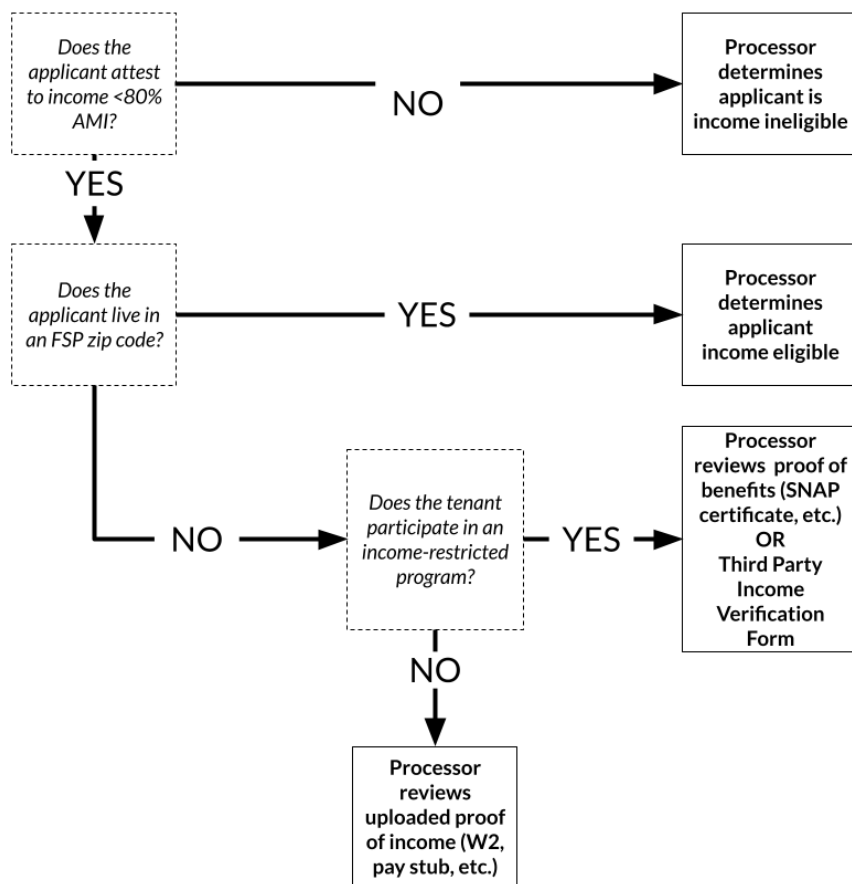 Does the
applicant attest
to income <80%
AMI?
NO
Processor
determines
applicant is
income ineligible
YES
Does the
applicant live in
an FSP zip code?
YES
Processor
determines
applicant
income eligible
NO
Does the tenant
participate in an
income-restricted
program?
YES
Processor
reviews proof of
benefits (SNAP
certificate, etc.)
OR
Third Party
Income
Verification
Form
NO
Processor
reviews
uploaded proof
of income (W2,
pay stub, etc.)